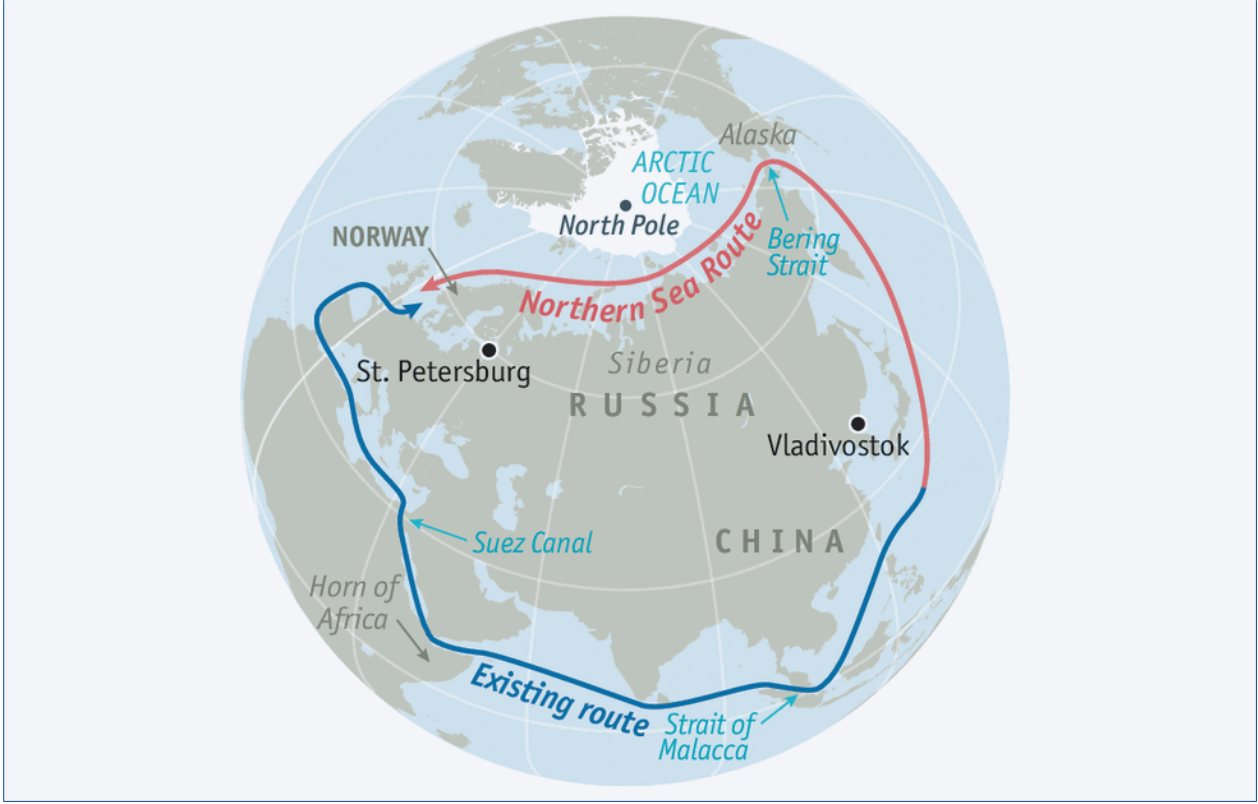 Alaska
ARCTIC
OCEAN
North Pole
NORWAY
Bering
Strait
Northern Sea Route
St. Petersburg
Siberia
RUSSIA
Vladivostok
Suez Canal
CHINA
Horn of
Africa
Existing route
Strait of
Malacca